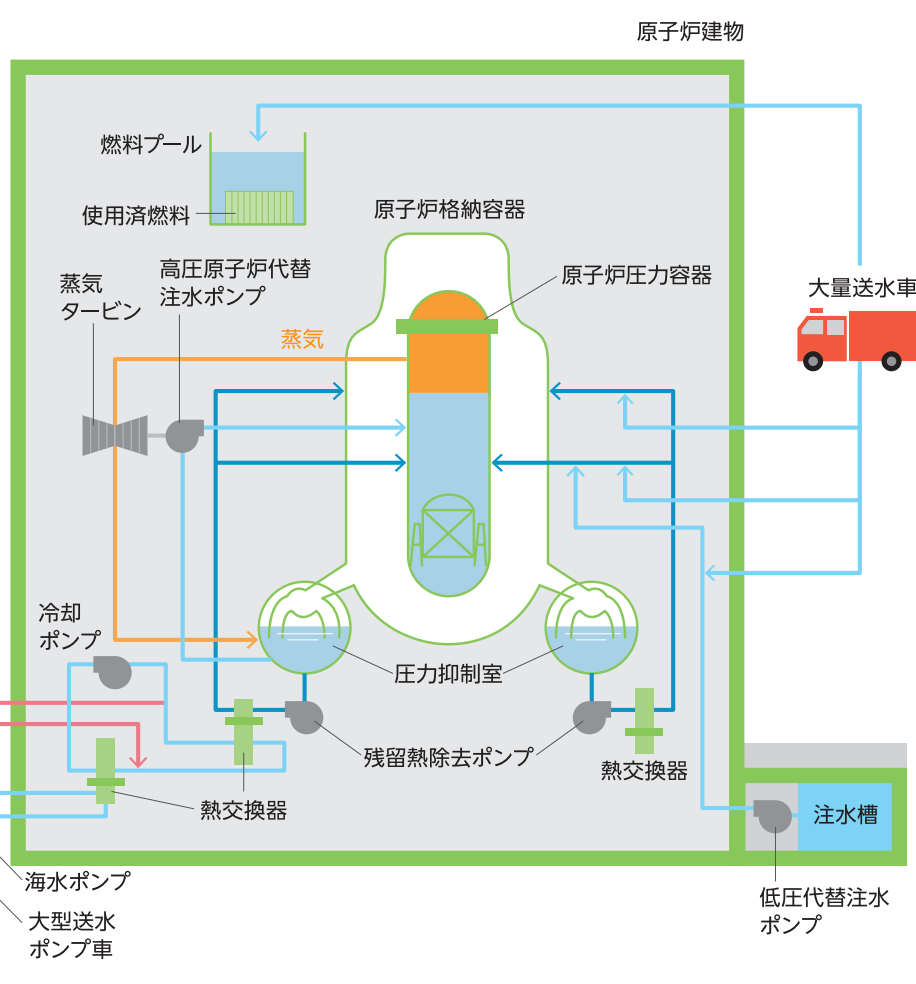 原子炉建物
燃料プール
使用済燃料
原子炉格納容器
高圧原子炉代替
注水ポンプ
蒸気
タービン
原子炉圧力容器
大量送水車
蒸気
冷却
ポンプ
圧力抑制室
残留熱除去ポンプ
熱交換器
熱交換器
注水槽
海水ポンプ
大型送水
ポンプ車
低圧代替注水
ポンプ